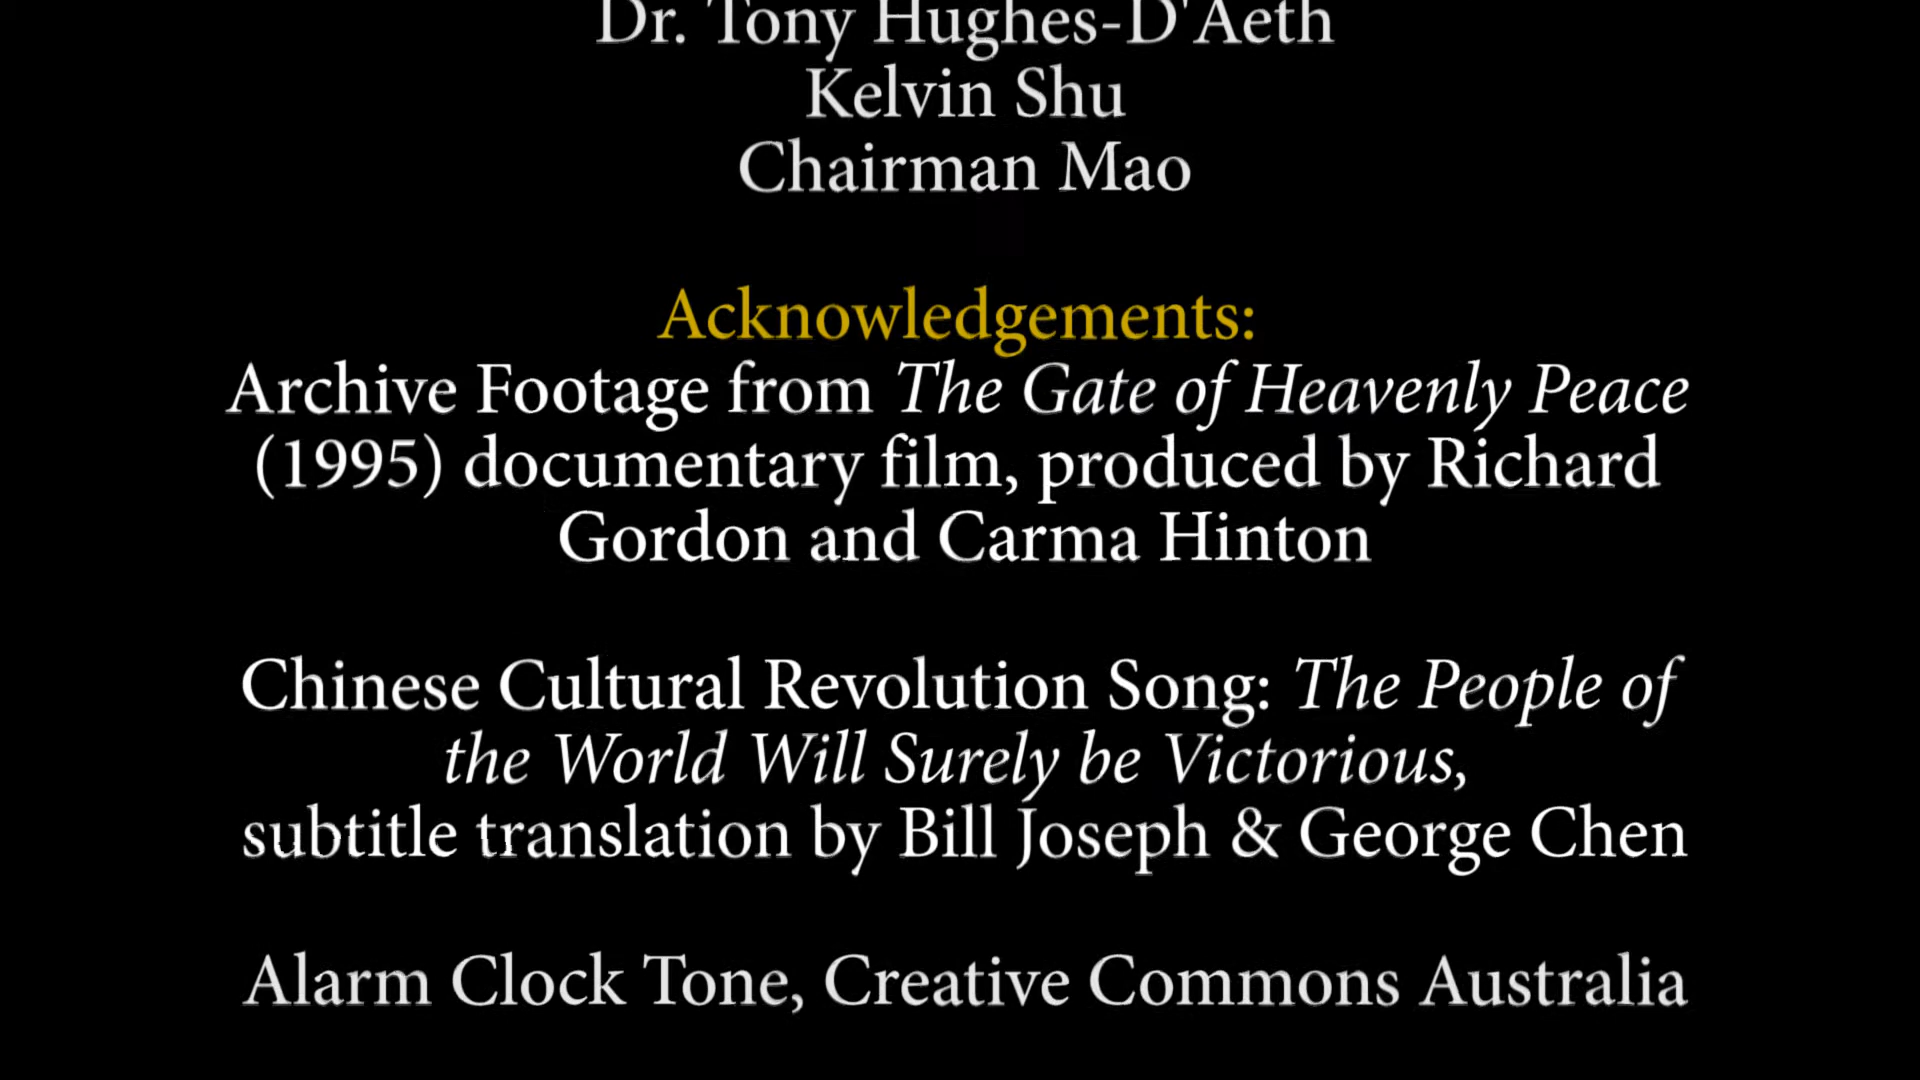 Dr. Tony Hughes-D'Aeth
Kelvin Shu
Chairman Mao
Acknowledgements:
Archive Footage from The Gate of Heavenly Peace
(1995) documentary film, produced by Richard
Gordon and Carma Hinton
Chinese Cultural Revolution Song: The People of
the World Will Surely be Victorious,
subtitle translation by Bill Joseph & George Chen
Alarm Clock Tone, Creative Commons Australia